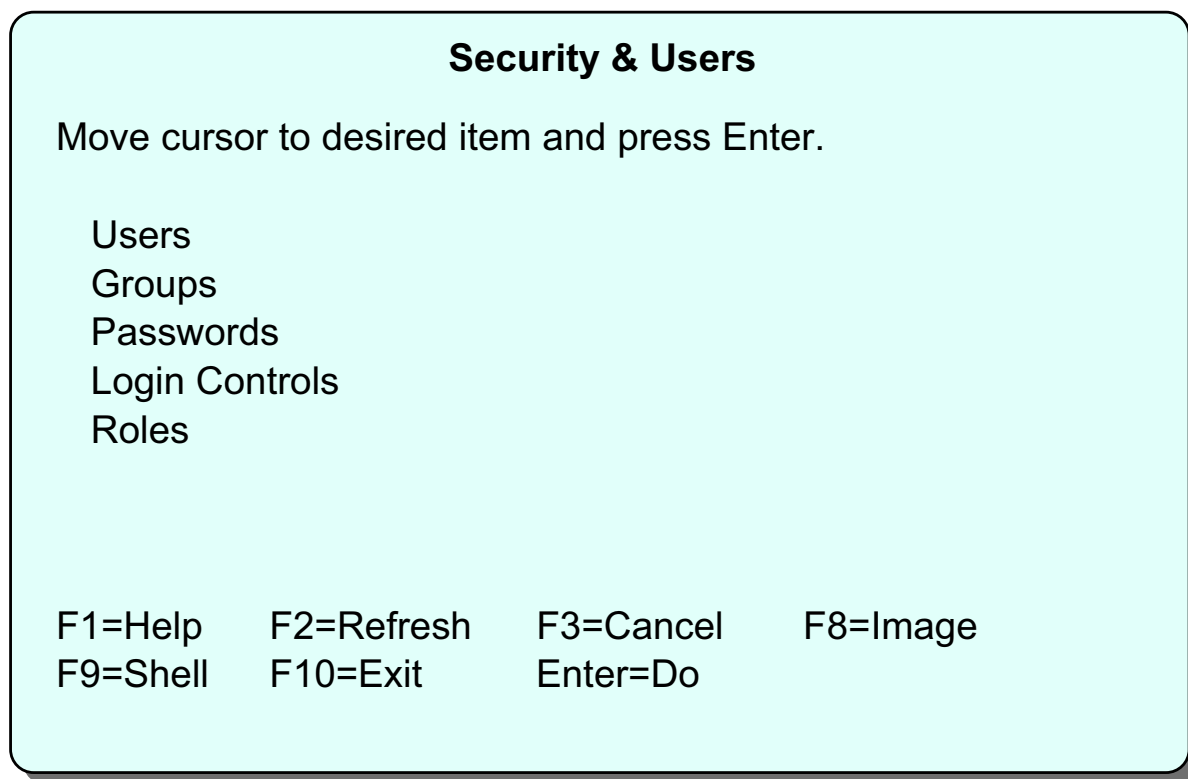 Security & Users
Move cursor to desired item and press Enter.
Users
Groups
Passwords
Login Controls
Roles
F1=Help F2=Refresh F3=Cancel F8=Image
F9=Shell F10=Exit Enter=Do